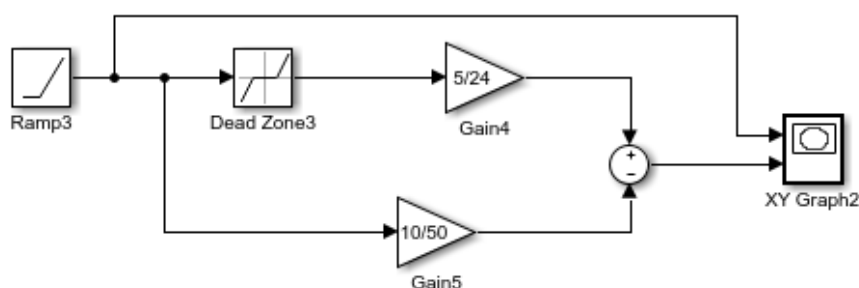 Ramp3
Dead Zone3
5/24
Gain4
+
−
XY Graph2
10/50
Gain5